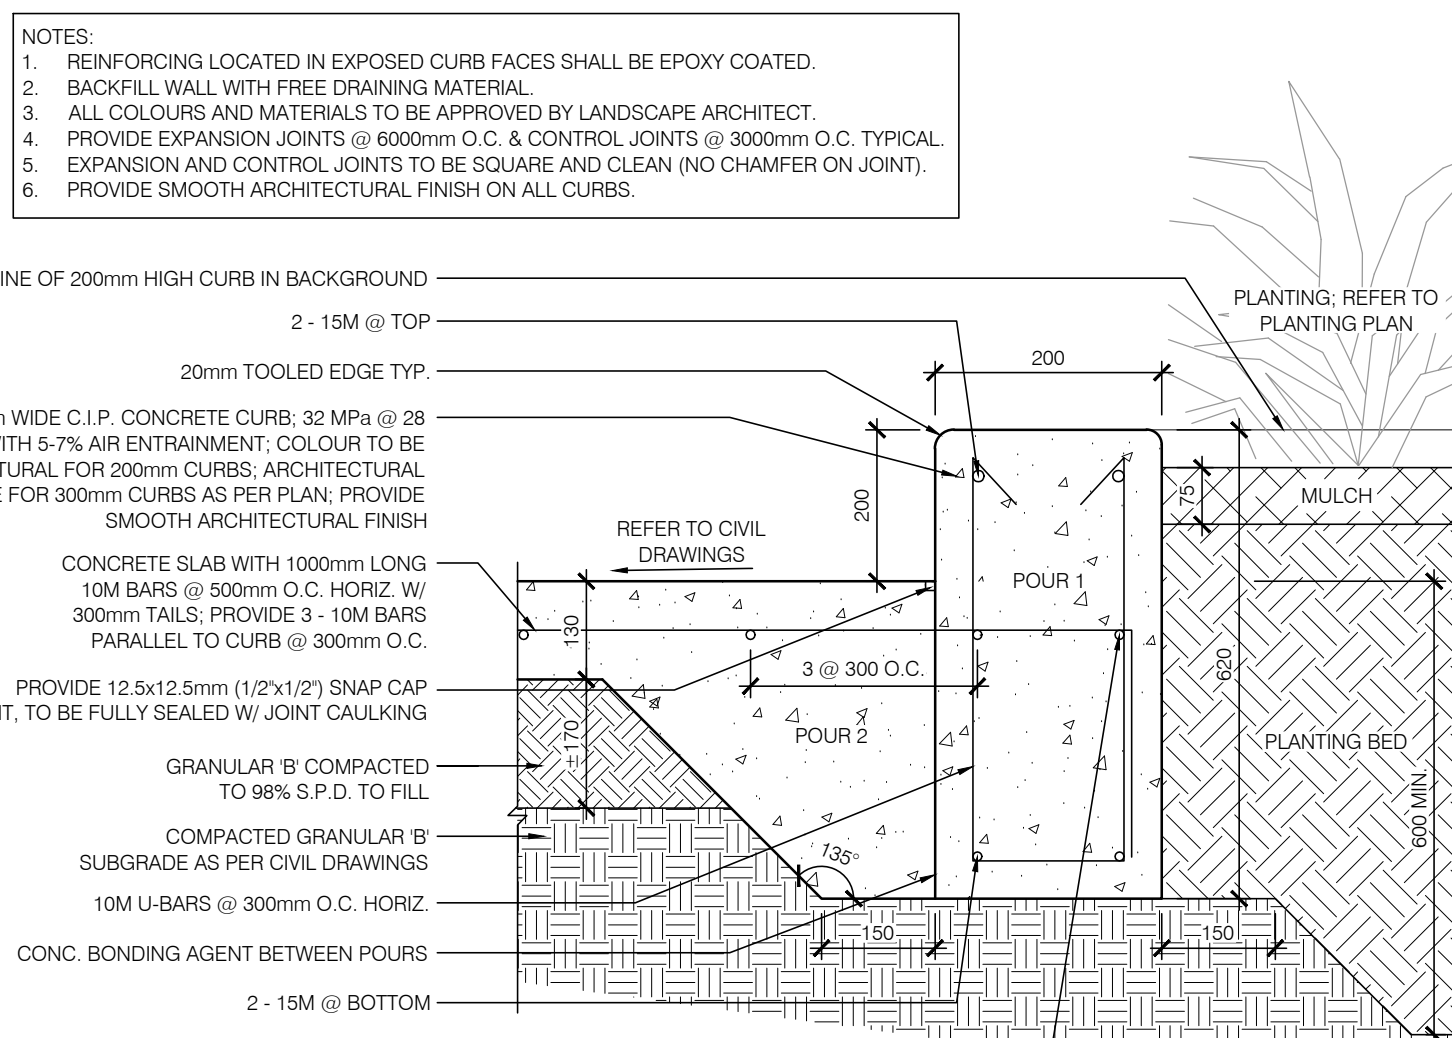 NOTES:
1. REINFORCING LOCATED IN EXPOSED CURB FACES SHALL BE EPOXY COATED.
2. BACKFILL WALL WITH FREE DRAINING MATERIAL.
3. ALL COLOURS AND MATERIALS TO BE APPROVED BY LANDSCAPE ARCHITECT.
4. PROVIDE EXPANSION JOINTS @ 6000mm O.C. & CONTROL JOINTS @ 3000mm O.C. TYPICAL.
5. EXPANSION AND CONTROL JOINTS TO BE SQUARE AND CLEAN (NO CHAMFER ON JOINT).
6. PROVIDE SMOOTH ARCHITECTURAL FINISH ON ALL CURBS.
OF 200mm HIGH CURB IN BACKGROUND
2 - 15M @ TOP
20mm TOOLED EDGE TYP.
WIDE C.I.P. CONCRETE CURB; 32 MPa @ 28
5-7% AIR ENTRAINMENT; COLOUR TO BE
FOR 200mm CURBS; ARCHITECTURAL
FOR 300mm CURBS AS PER PLAN; PROVIDE
SMOOTH ARCHITECTURAL FINISH
CONCRETE SLAB WITH 1000mm LONG
10M BARS @ 500mm O.C. HORIZ. W/
300mm TAILS; PROVIDE 3 - 10M BARS
PARALLEL TO CURB @ 300mm O.C.
PROVIDE 12.5x12.5mm (1/2"x1/2") SNAP CAP
TO BE FULLY SEALED W/ JOINT CAULKING
GRANULAR 'B' COMPACTED
TO 98% S.P.D. TO FILL
COMPACTED GRANULAR 'B'
SUBGRADE AS PER CIVIL DRAWINGS
10M U-BARS @ 300mm O.C. HORIZ.
CONC. BONDING AGENT BETWEEN POURS
2 - 15M @ BOTTOM
REFER TO CIVIL
DRAWINGS
130
±170
200
200
3 @ 300 O.C.
POUR 1
POUR 2
135°
150
150
620
75
PLANTING; REFER TO
PLANTING PLAN
MULCH
PLANTING BED
600 MIN.